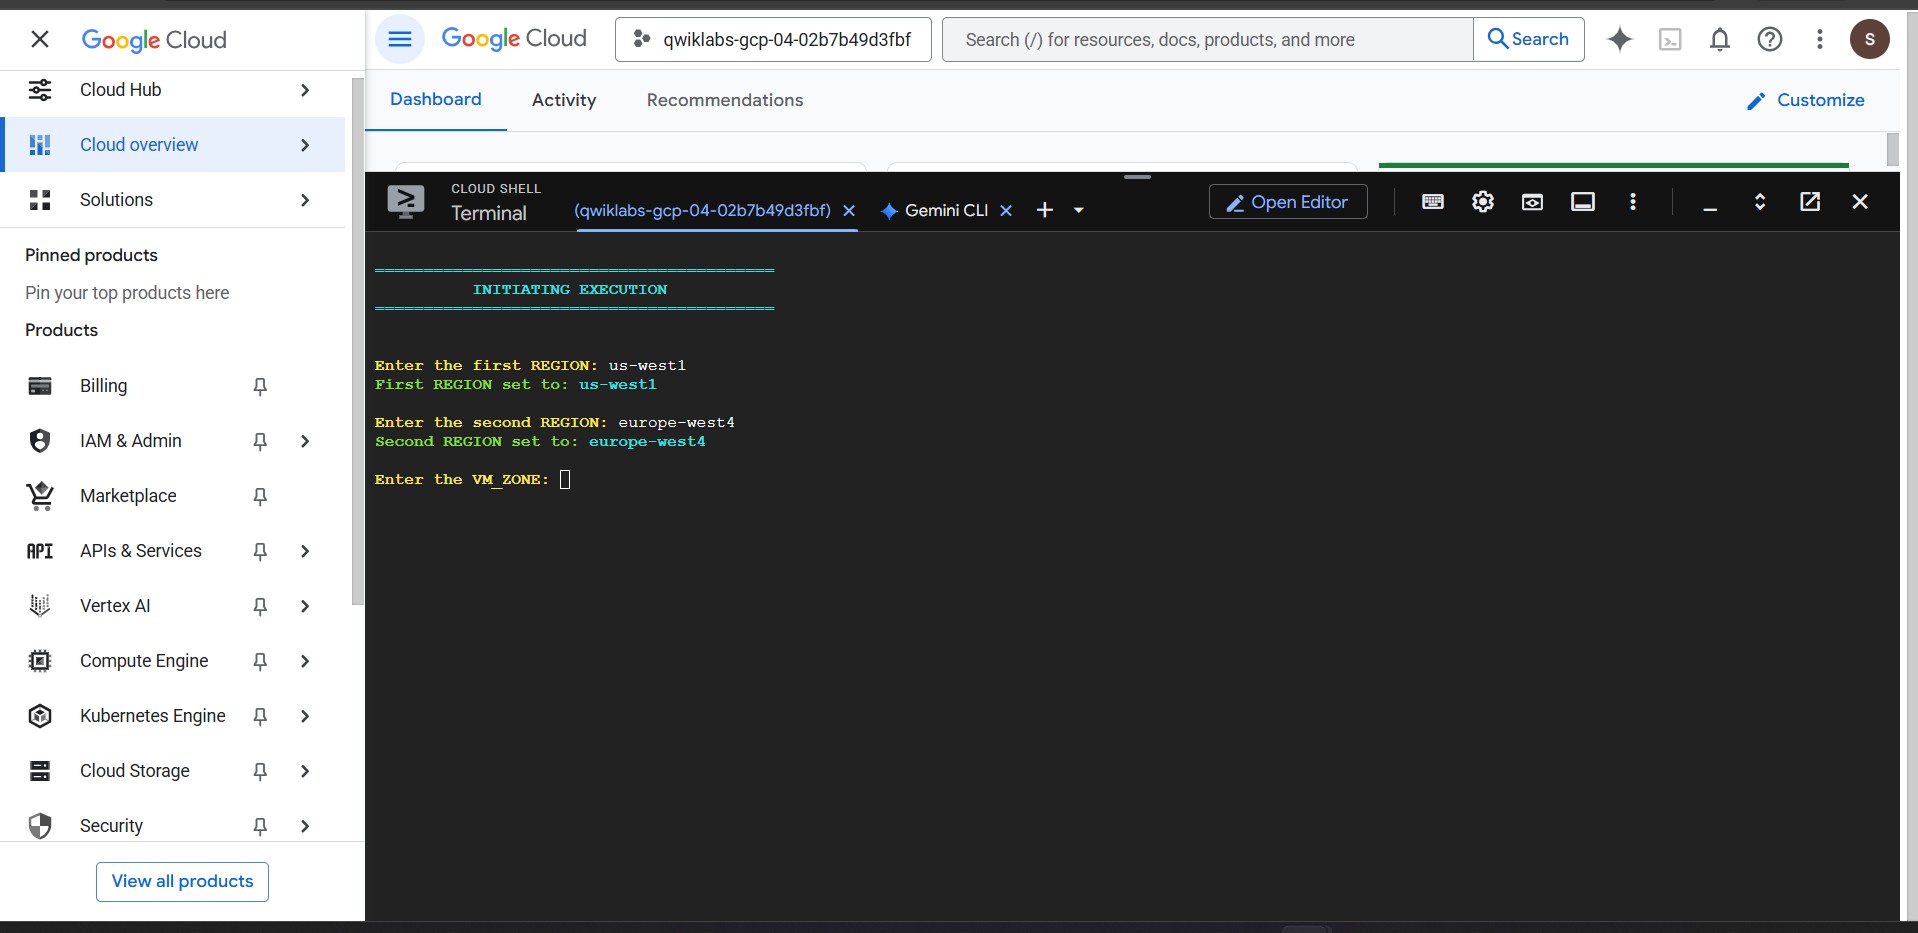 Google Cloud
Cloud Hub
Cloud overview
Solutions
Pinned products
Pin your top products here
Products
Billing
IAM & Admin
Marketplace
API
APIs & Services
Vertex AI
Compute Engine
Kubernetes Engine
Cloud Storage
Security
View all products
Google Cloud
qwiklabs-gcp-04-02b7b49d3fbf
Search (/) for resources, docs, products, and more
Search
S
Dashboard
Activity
Recommendations
Customize
CLOUD SHELL
Terminal
(qwiklabs-gcp-04-02b7b49d3fbf)
Gemini CLI
Open Editor
=========================================
INITIATING EXECUTION
=========================================
Enter the first REGION: us-west1
First REGION set to: us-west1
Enter the second REGION: europe-west4
Second REGION set to: europe-west4
Enter the VM_ZONE: